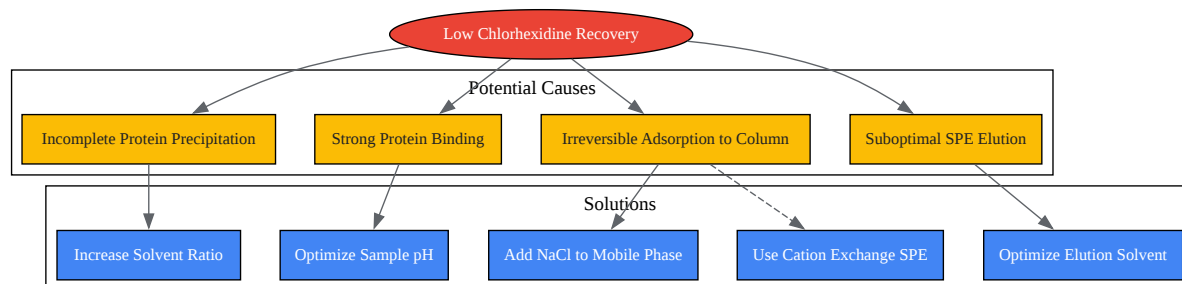 Low Chlorhexidine Recovery
Potential Causes
Incomplete Protein Precipitation
Strong Protein Binding
Irreversible Adsorption to Column
Suboptimal SPE Elution
Solutions
Increase Solvent Ratio
Optimize Sample pH
Add NaCl to Mobile Phase
Use Cation Exchange SPE
Optimize Elution Solvent